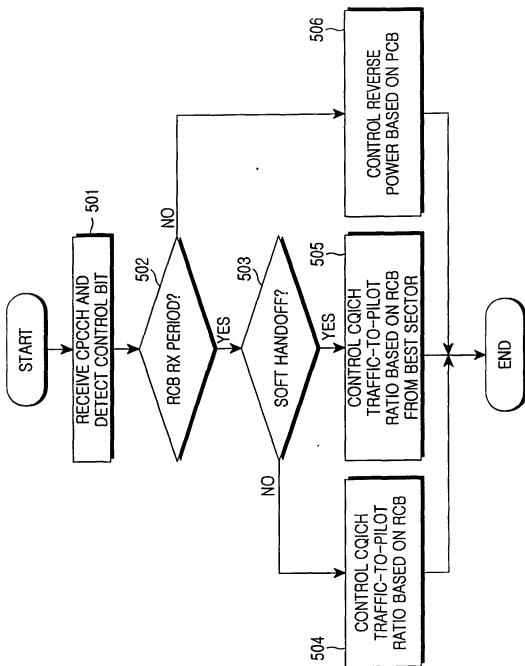 START
501
RECEIVE CPCCH AND
DETECT CONTROL BIT
502
RCB RX PERIOD?
NO
YES
503
SOFT HANDOFF?
NO
YES
504
CONTROL CQICH
TRAFFIC-TO-PILOT
RATIO BASED ON RCB
505
CONTROL CQICH
TRAFFIC-TO-PILOT
RATIO BASED ON RCB
FROM BEST SECTOR
506
CONTROL REVERSE
POWER BASED ON PCB
END